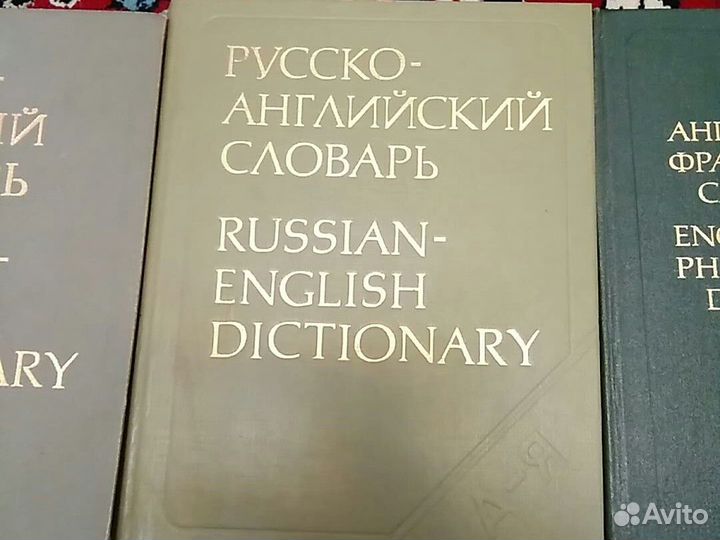 РУССКО-
АНГЛИЙСКИЙ
СЛОВАРЬ
RUSSIAN-
ENGLISH
DICTIONARY
А-Я
Avito